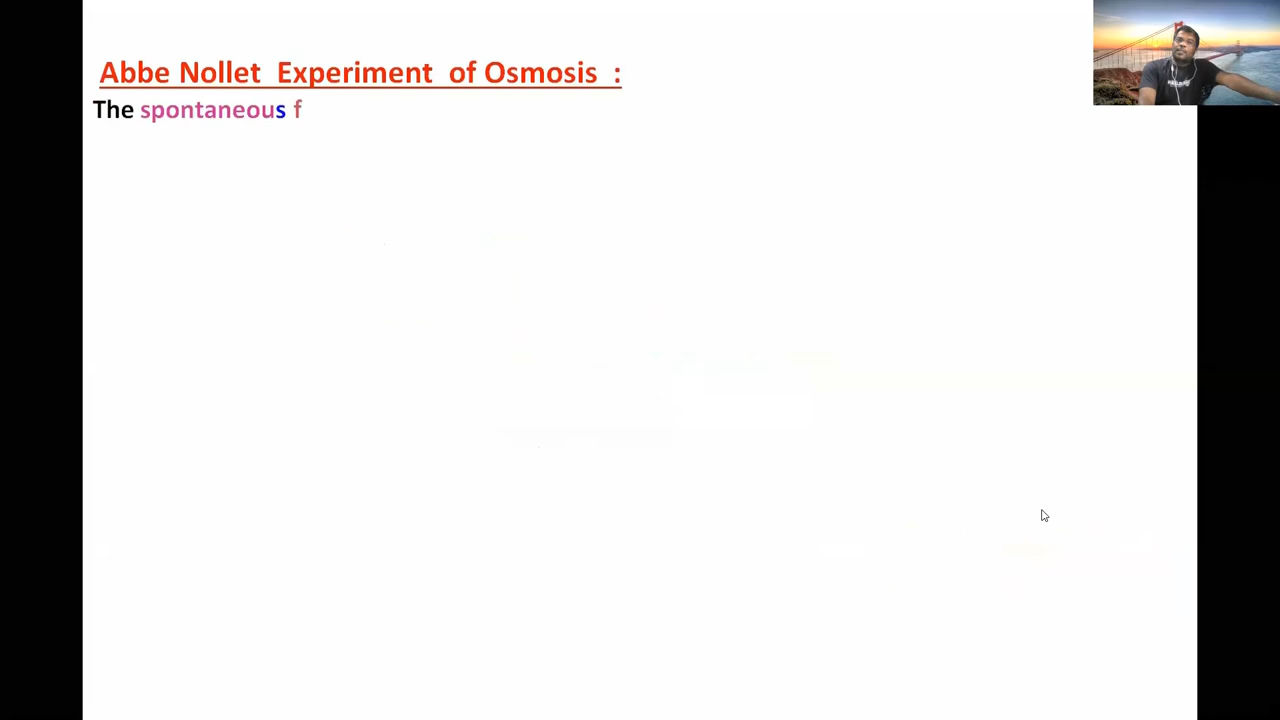 Abbe Nollet Experiment of Osmosis :
The spontaneous f